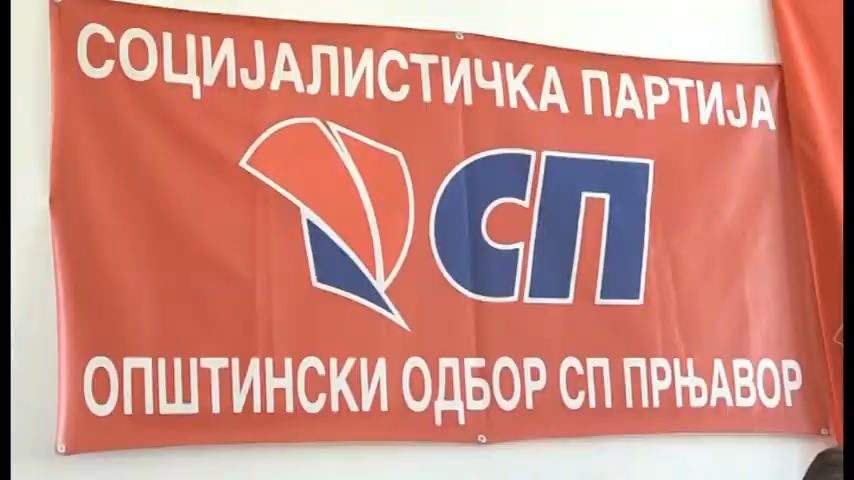 СОЦИЈАЛИСТИЧКА ПАРТИЈА
СП
ОПШТИНСКИ ОДБОР СП ПРЊАВОР